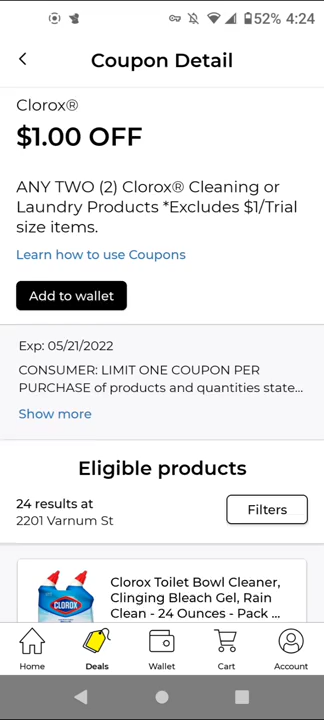 52% 4:24
Coupon Detail
Clorox®
$1.00 OFF
ANY TWO (2) Clorox® Cleaning or
Laundry Products *Excludes $1/Trial
size items.
Learn how to use Coupons
Add to wallet
Exp: 05/21/2022
CONSUMER: LIMIT ONE COUPON PER
PURCHASE of products and quantities state...
Show more
Eligible products
24 results at
2201 Varnum St
Filters
CLOROX
Clorox Toilet Bowl Cleaner,
Clinging Bleach Gel, Rain
Clean - 24 Ounces - Pack ...
Home Deals Wallet Cart Account